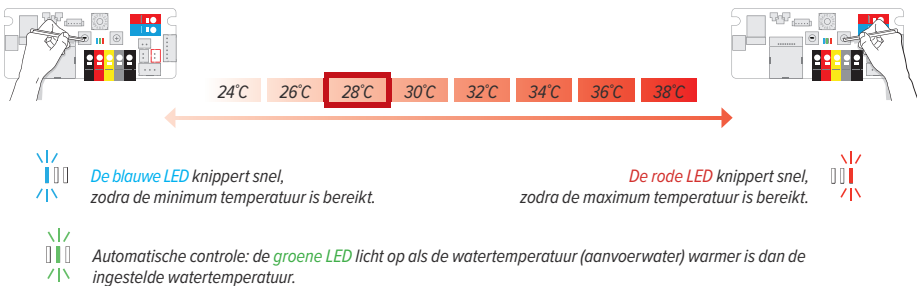 24°C 26°C 28°C 30°C 32°C 34°C 36°C 38°C
De blauwe LED knippert snel,
zodra de minimum temperatuur is bereikt.
De rode LED knippert snel,
zodra de maximum temperatuur is bereikt.
Automatische controle: de groene LED licht op als de watertemperatuur (aanvoerwater) warmer is dan de
ingestelde watertemperatuur.